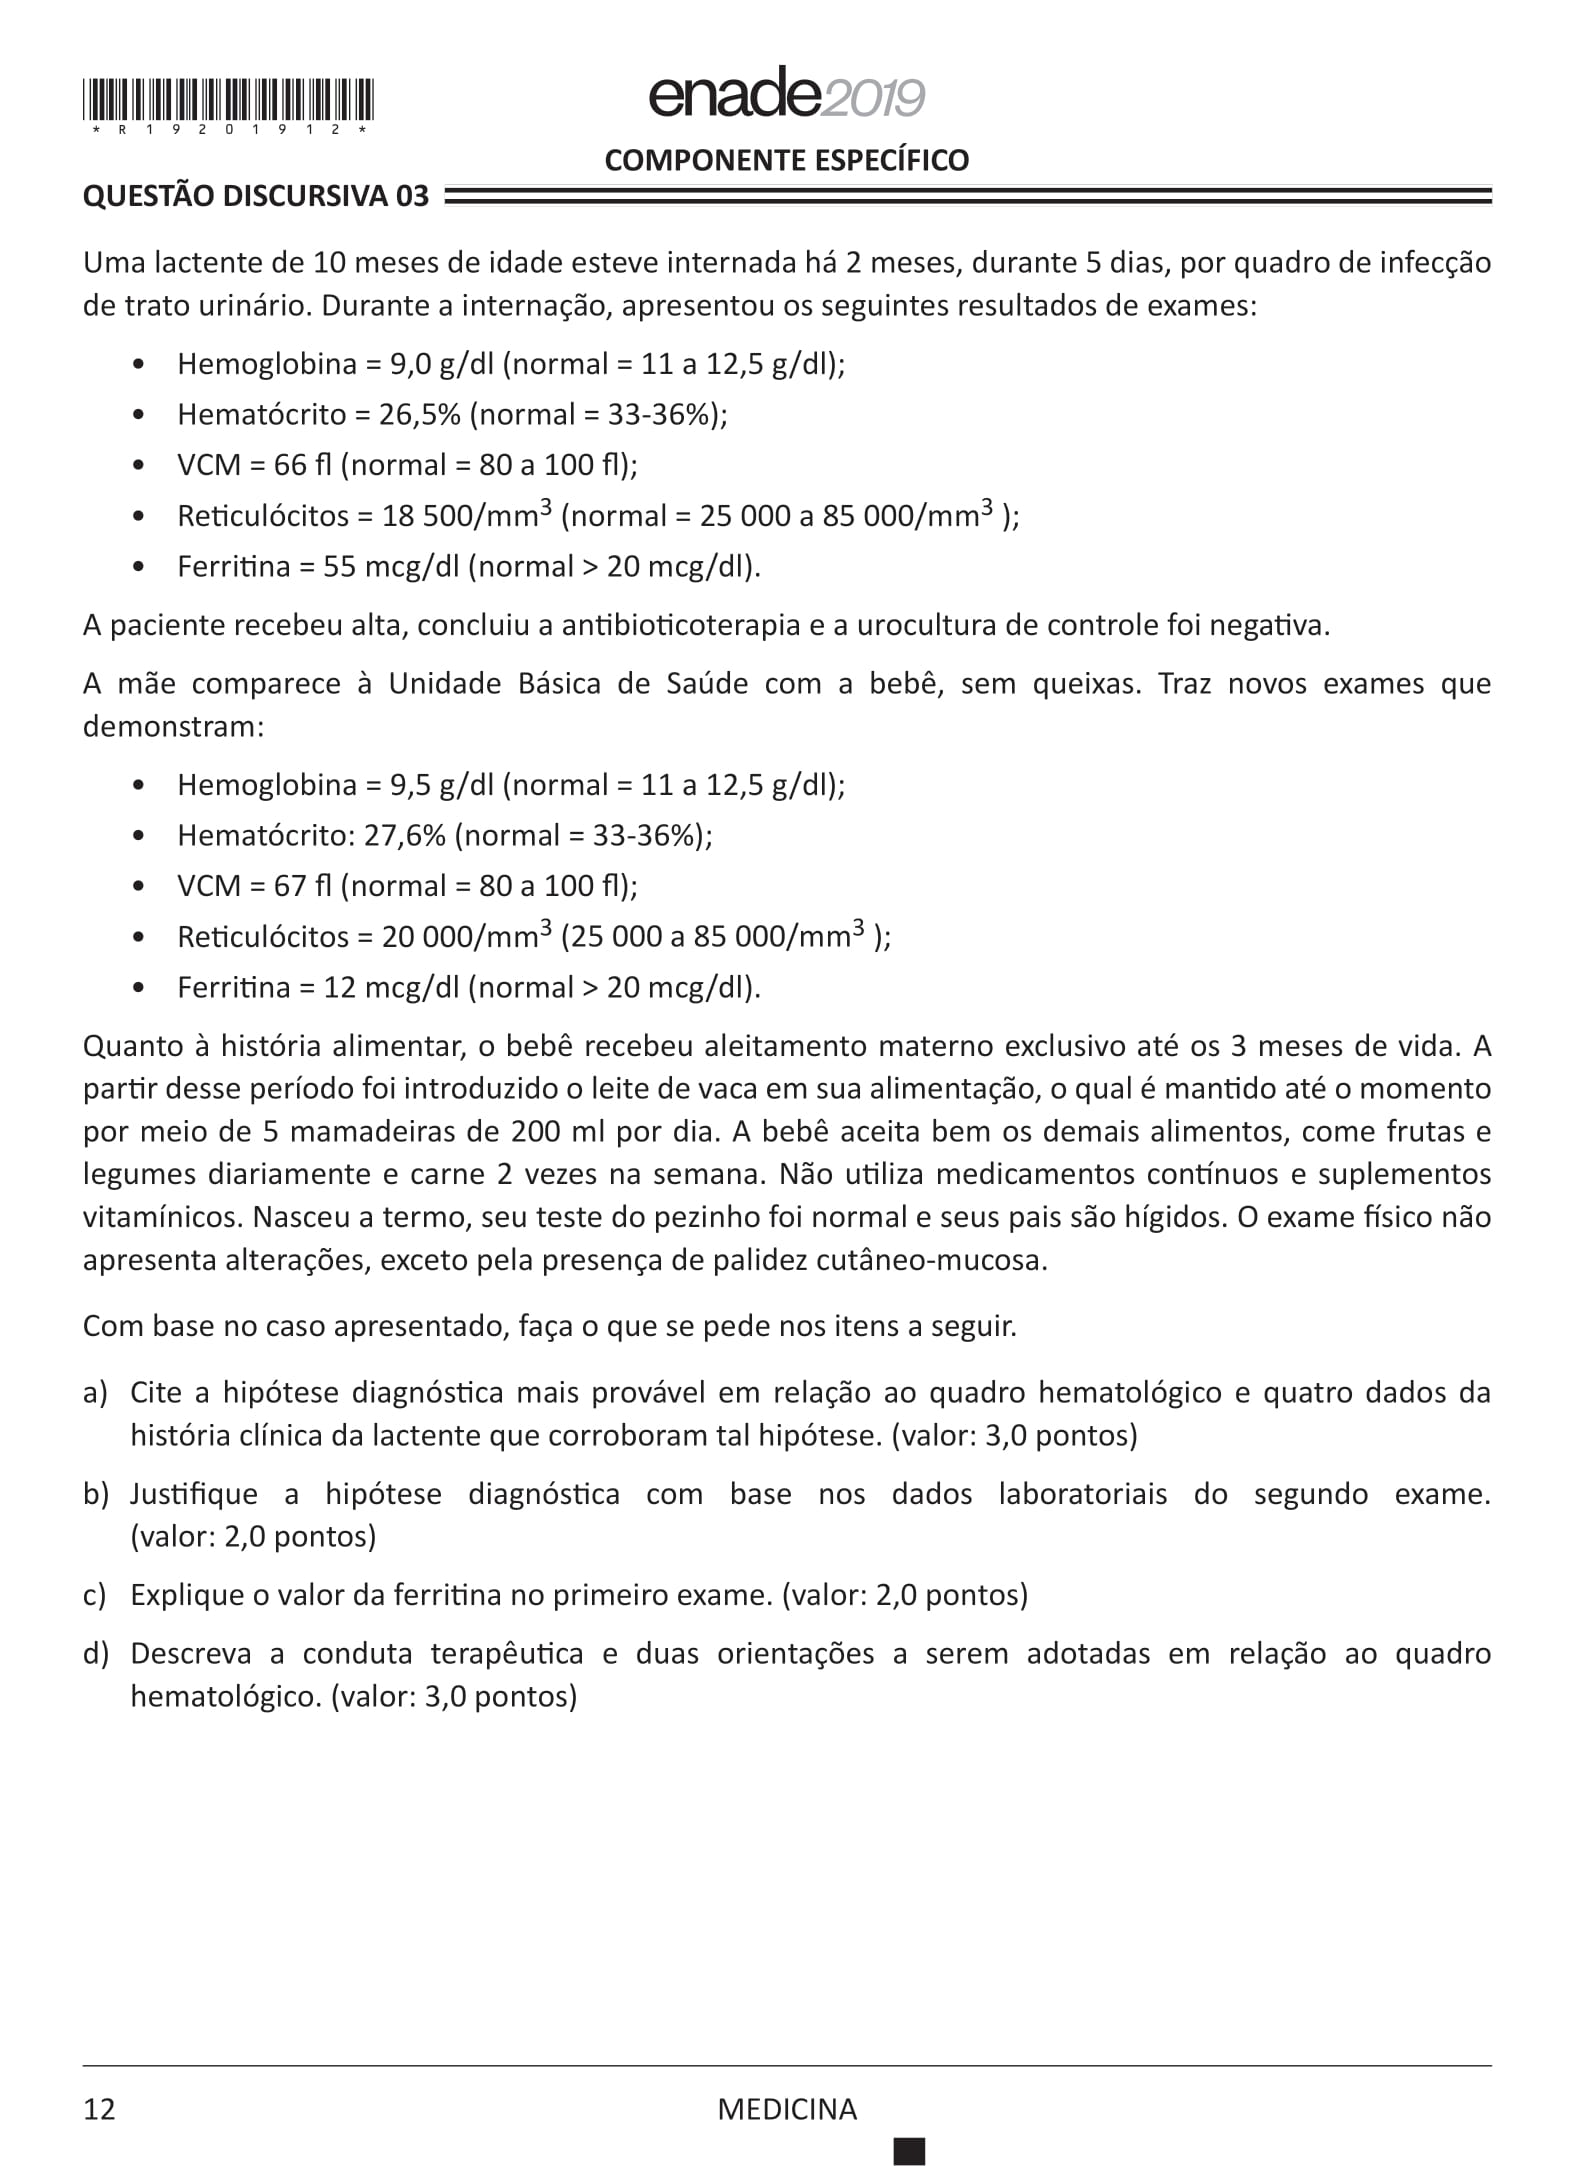 *R19201912*
enade2019
COMPONENTE ESPECÍFICO
QUESTÃO DISCURSIVA 03
Uma lactente de 10 meses de idade esteve internada há 2 meses, durante 5 dias, por quadro de infecção
de trato urinário. Durante a internação, apresentou os seguintes resultados de exames:
• Hemoglobina = 9,0 g/dl (normal = 11 a 12,5 g/dl);
• Hematócrito = 26,5% (normal = 33-36%);
• VCM = 66 fl (normal = 80 a 100 fl);
• Reticulócitos = 18 500/mm³ (normal = 25 000 a 85 000/mm³ );
• Ferritina = 55 mcg/dl (normal > 20 mcg/dl).
A paciente recebeu alta, concluiu a antibioticoterapia e a urocultura de controle foi negativa.
A mãe comparece à Unidade Básica de Saúde com a bebê, sem queixas. Traz novos exames que
demonstram:
• Hemoglobina = 9,5 g/dl (normal = 11 a 12,5 g/dl);
• Hematócrito: 27,6% (normal = 33-36%);
• VCM = 67 fl (normal = 80 a 100 fl);
• Reticulócitos = 20 000/mm³ (25 000 a 85 000/mm³ );
• Ferritina = 12 mcg/dl (normal > 20 mcg/dl).
Quanto à história alimentar, o bebê recebeu aleitamento materno exclusivo até os 3 meses de vida. A
partir desse período foi introduzido o leite de vaca em sua alimentação, o qual é mantido até o momento
por meio de 5 mamadeiras de 200 ml por dia. A bebê aceita bem os demais alimentos, come frutas e
legumes diariamente e carne 2 vezes na semana. Não utiliza medicamentos contínuos e suplementos
vitamínicos. Nasceu a termo, seu teste do pezinho foi normal e seus pais são hígidos. O exame físico não
apresenta alterações, exceto pela presença de palidez cutâneo-mucosa.
Com base no caso apresentado, faça o que se pede nos itens a seguir.
a) Cite a hipótese diagnóstica mais provável em relação ao quadro hematológico e quatro dados da
história clínica da lactente que corroboram tal hipótese. (valor: 3,0 pontos)
b) Justifique a hipótese diagnóstica com base nos dados laboratoriais do segundo exame.
(valor: 2,0 pontos)
c) Explique o valor da ferritina no primeiro exame. (valor: 2,0 pontos)
d) Descreva a conduta terapêutica e duas orientações a serem adotadas em relação ao quadro
hematológico. (valor: 3,0 pontos)
12
MEDICINA